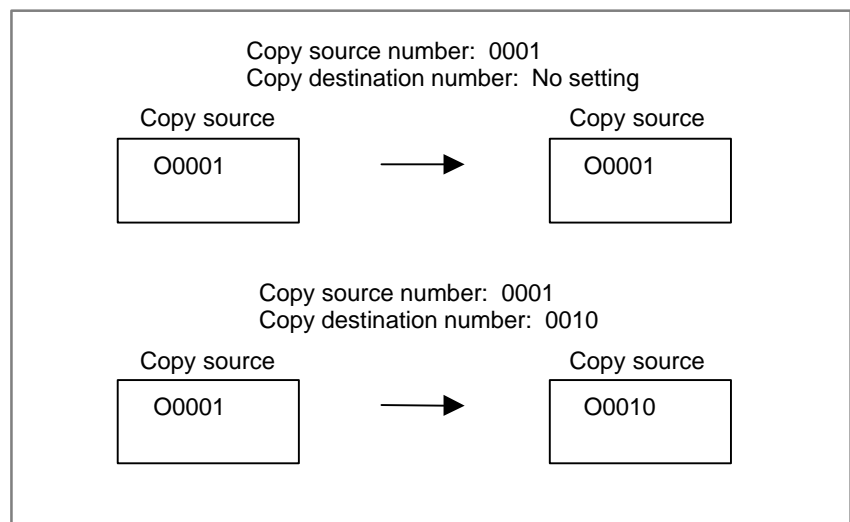 Copy source number: 0001
Copy destination number: No setting
Copy source Copy source
O0001 O0001
Copy source number: 0001
Copy destination number: 0010
Copy source Copy source
O0001 O0010